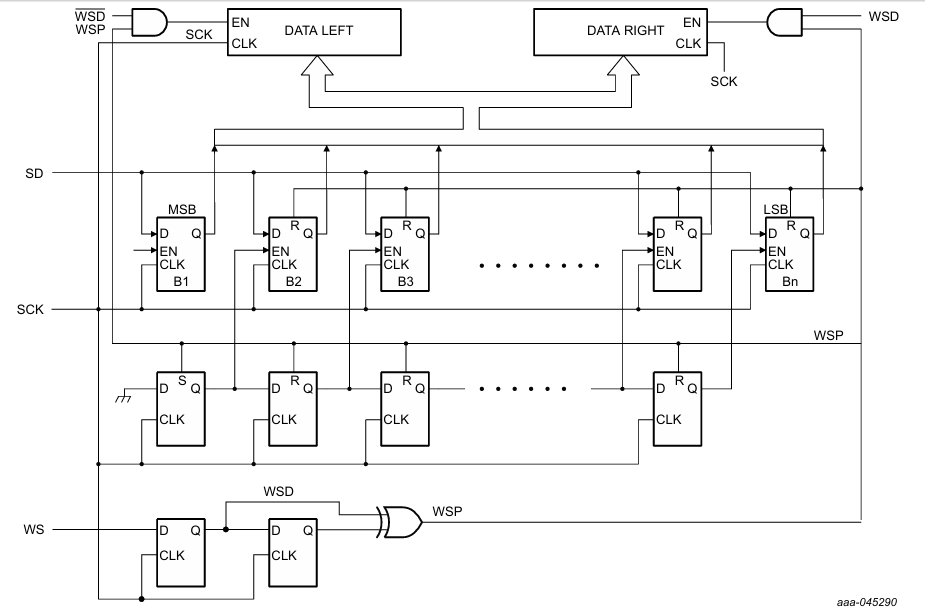 WSD
WSP
SCK
EN
CLK
DATA LEFT
DATA RIGHT
EN
CLK
WSD
SCK
SD
MSB
D Q
EN
CLK
B1
R
D Q
EN
CLK
B2
R
D Q
EN
CLK
B3
R
D Q
EN
CLK
LSB
R
D Q
EN
CLK
Bn
SCK
WSP
S
D Q
CLK
R
D Q
CLK
R
D Q
CLK
R
D Q
CLK
WSD
WS
D Q
CLK
D Q
CLK
WSP
aaa-045290